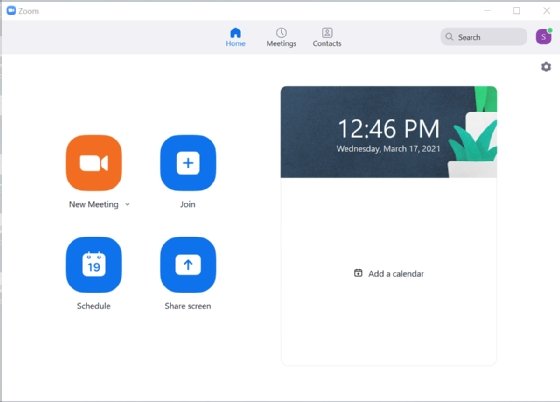 Zoom
Home
Meetings
Contacts
Search
S
12:46 PM
Wednesday, March 17, 2021
New Meeting
Join
19
Schedule
Share screen
Add a calendar